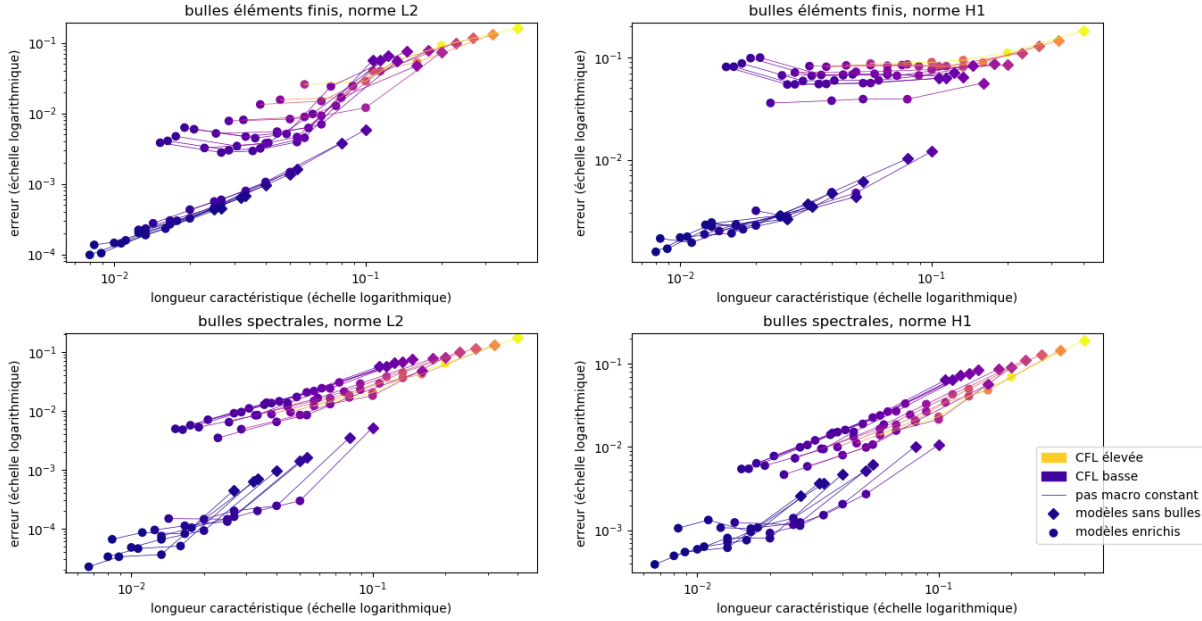 bulles éléments finis, norme L2
erreur (échelle logarithmique)
10⁻¹
10⁻²
10⁻³
10⁻⁴
10⁻² 10⁻¹
longueur caractéristique (échelle logarithmique)
bulles éléments finis, norme H1
erreur (échelle logarithmique)
10⁻¹
10⁻²
10⁻² 10⁻¹
longueur caractéristique (échelle logarithmique)
bulles spectrales, norme L2
erreur (échelle logarithmique)
10⁻¹
10⁻²
10⁻³
10⁻⁴
10⁻² 10⁻¹
longueur caractéristique (échelle logarithmique)
bulles spectrales, norme H1
erreur (échelle logarithmique)
10⁻¹
10⁻²
10⁻³
10⁻² 10⁻¹
longueur caractéristique (échelle logarithmique)
CFL élevée
CFL basse
pas macro constant
modèles sans bulles
modèles enrichis